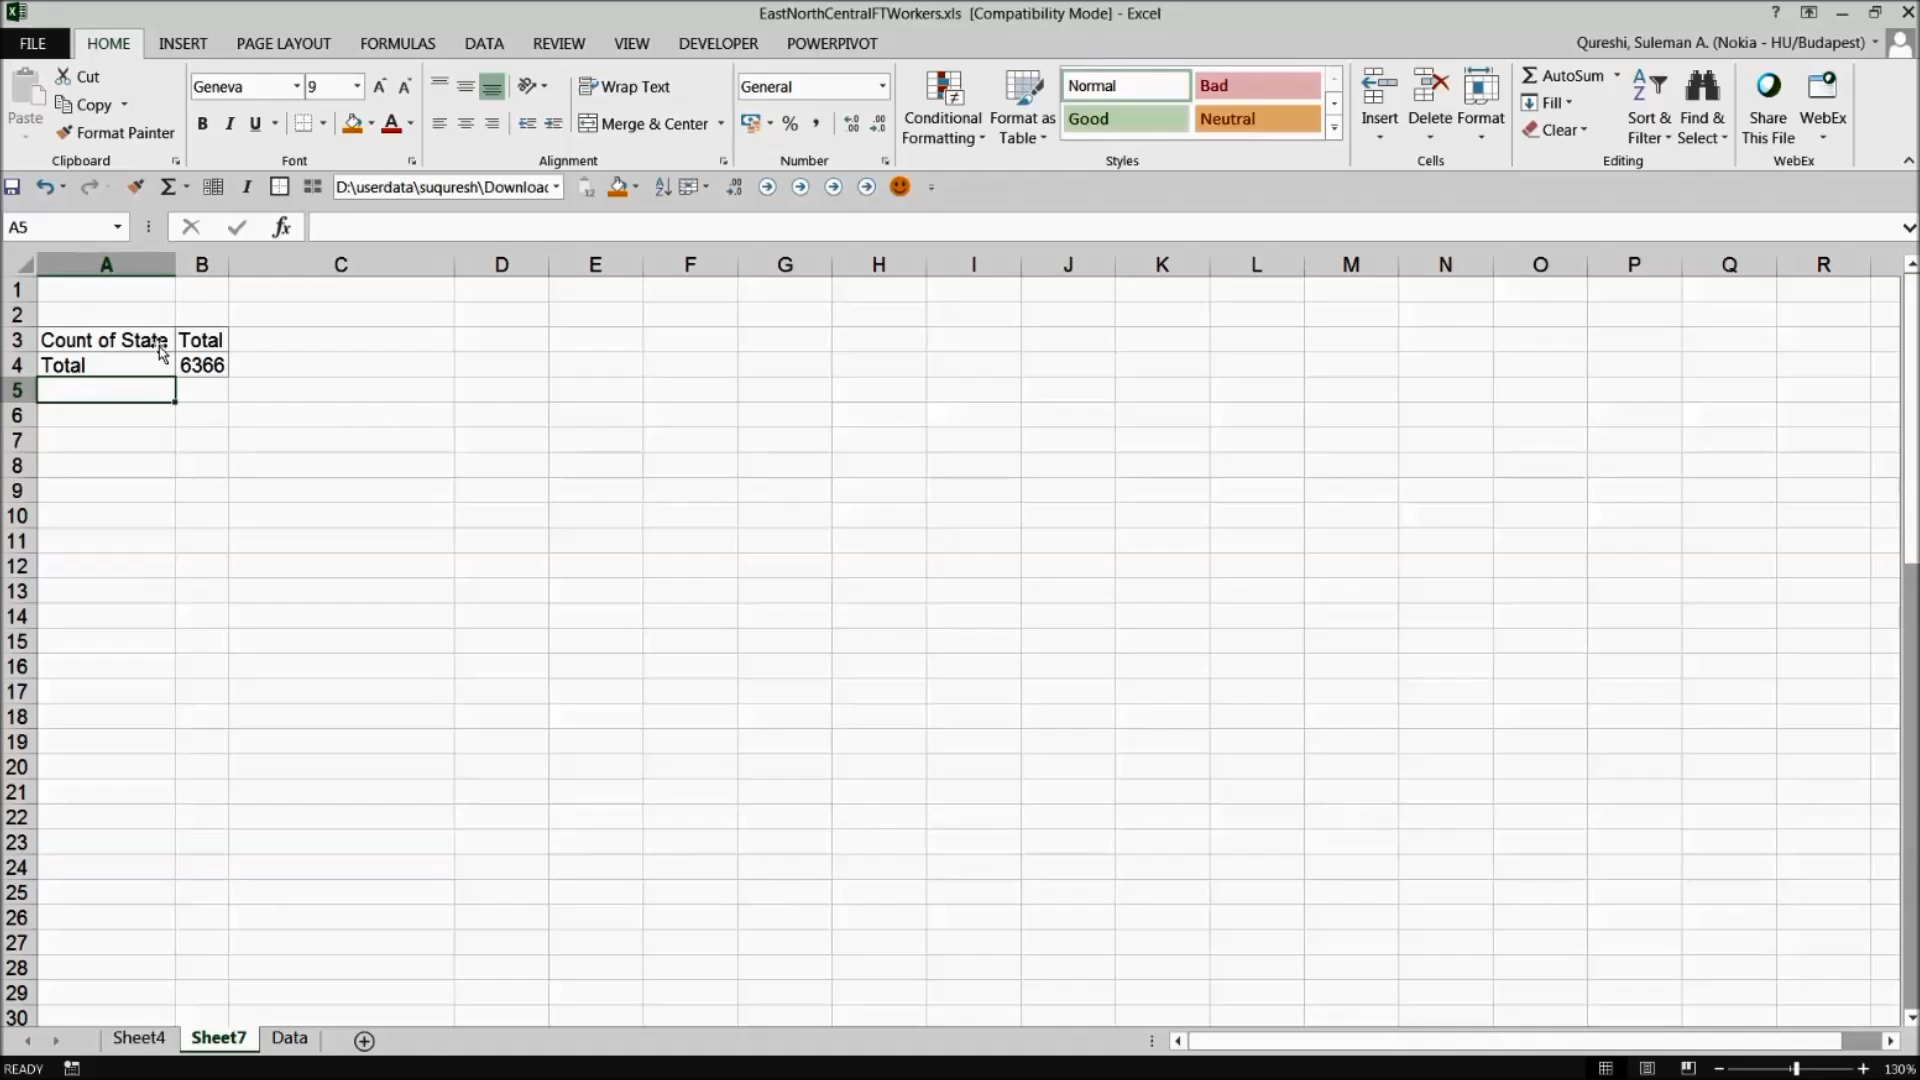 EastNorthCentralFTWorkers.xls [Compatibility Mode] - Excel
?
FILE HOME INSERT PAGE LAYOUT FORMULAS DATA REVIEW VIEW DEVELOPER POWERPIVOT Qureshi, Suleman A. (Nokia - HU/Budapest)
Paste
Cut
Copy
Format Painter
Clipboard
Geneva 9
B I U
Font
Wrap Text
Merge & Center
Alignment
General
%
Number
Conditional Formatting
Format as Table
Normal Bad
Good Neutral
Styles
Insert Delete Format
Cells
AutoSum
Fill
Clear
Sort & Filter
Find & Select
Editing
Share This File
WebEx
WebEx
D:\userdata\suquresh\Downloac
A5
fx
A B C D E F G H I J K L M N O P Q R
1
2
3 Count of State Total
4 Total 6366
5
6
7
8
9
10
11
12
13
14
15
16
17
18
19
20
21
22
23
24
25
26
27
28
29
30
Sheet4 Sheet7 Data
READY 130%